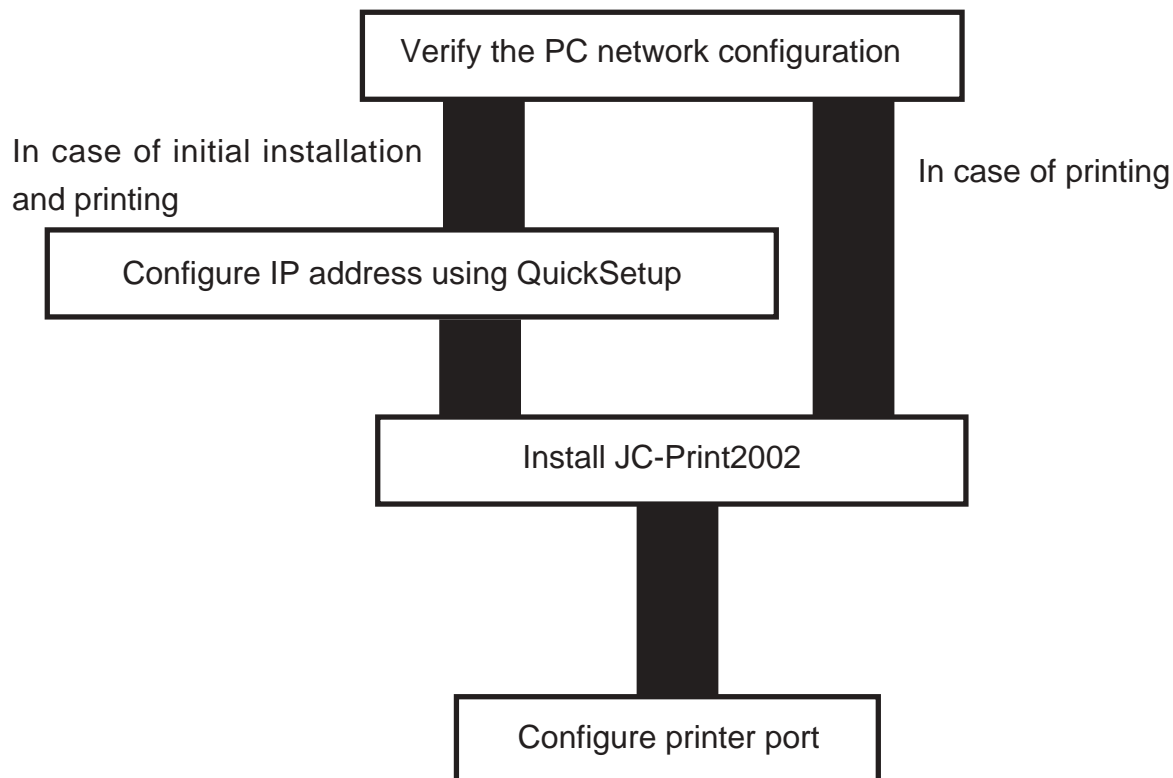 Verify the PC network configuration
In case of initial installation
and printing
In case of printing
Configure IP address using QuickSetup
Install JC-Print2002
Configure printer port